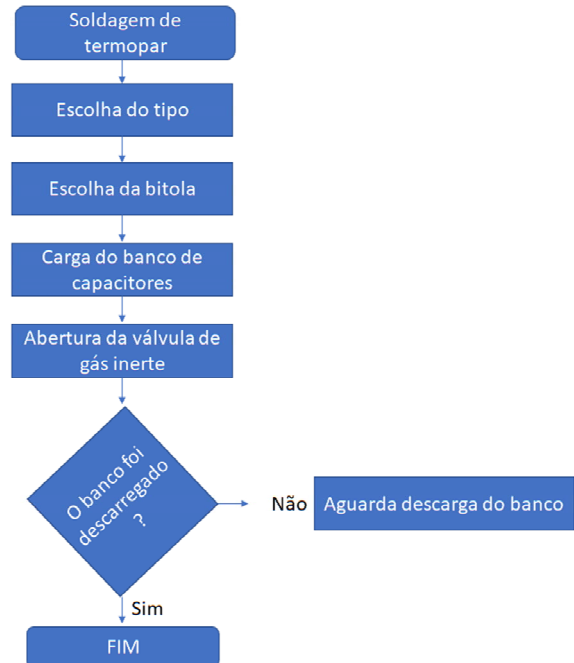 Soldagem de
termopar
Escolha do tipo
Escolha da bitola
Carga do banco de
capacitores
Abertura da válvula de
gás inerte
O banco foi
descarregado
?
Não
Aguarda descarga do banco
Sim
FIM